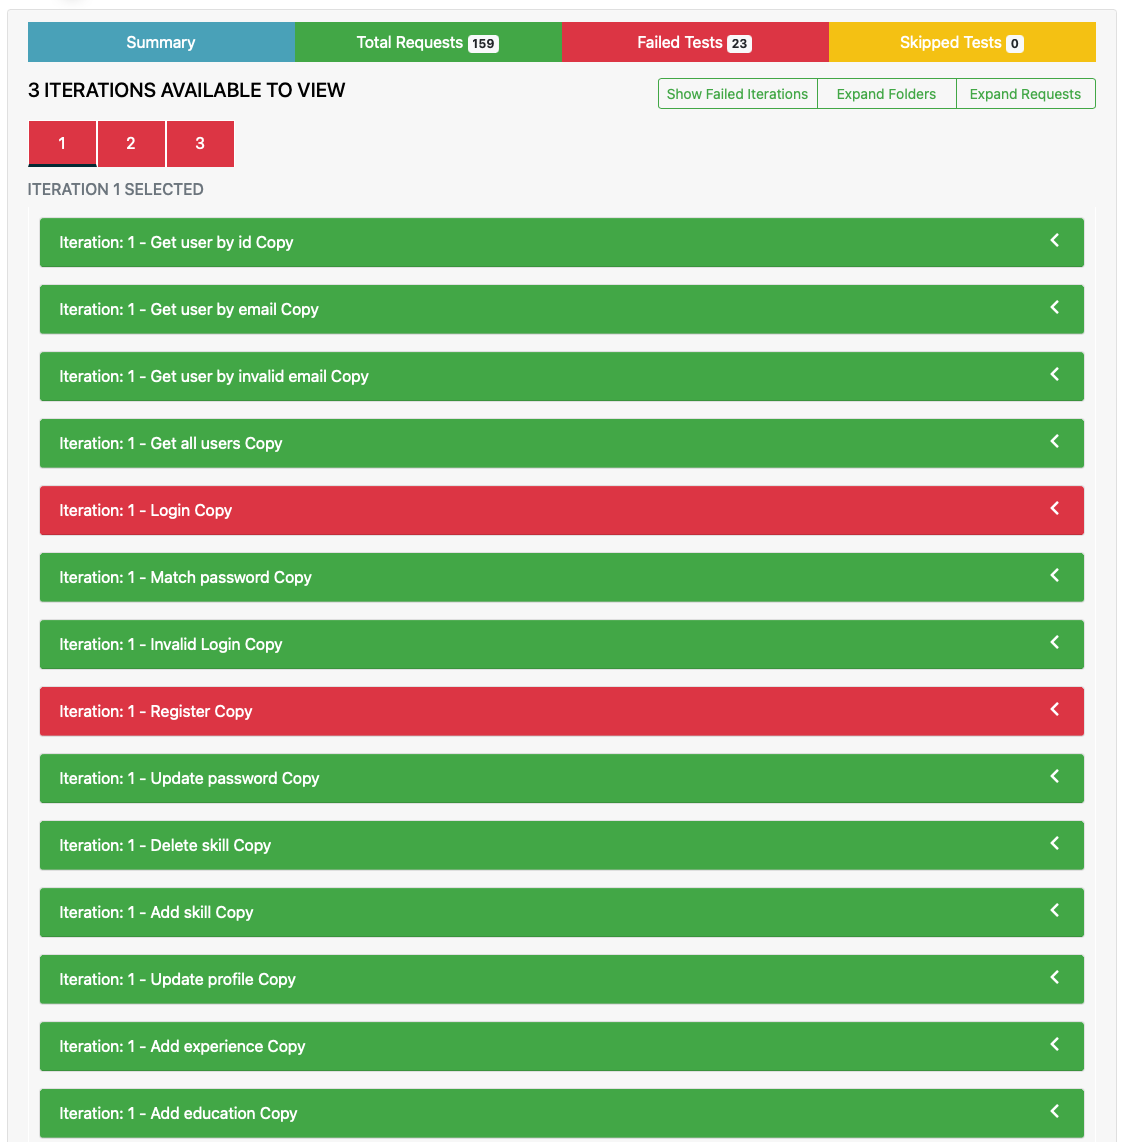 Summary
Total Requests 159
Failed Tests 23
Skipped Tests 0
3 ITERATIONS AVAILABLE TO VIEW
Show Failed Iterations
Expand Folders
Expand Requests
1
2
3
ITERATION 1 SELECTED
Iteration: 1 - Get user by id Copy
Iteration: 1 - Get user by email Copy
Iteration: 1 - Get user by invalid email Copy
Iteration: 1 - Get all users Copy
Iteration: 1 - Login Copy
Iteration: 1 - Match password Copy
Iteration: 1 - Invalid Login Copy
Iteration: 1 - Register Copy
Iteration: 1 - Update password Copy
Iteration: 1 - Delete skill Copy
Iteration: 1 - Add skill Copy
Iteration: 1 - Update profile Copy
Iteration: 1 - Add experience Copy
Iteration: 1 - Add education Copy